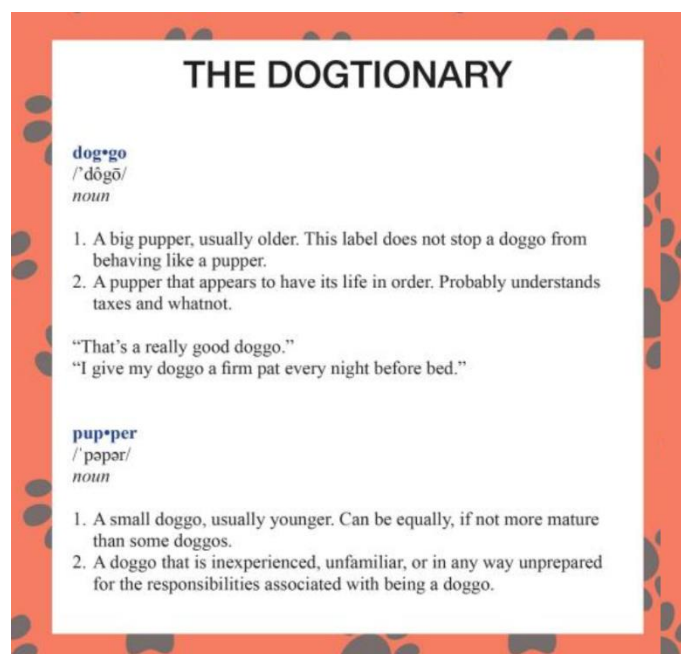 THE DOGTIONARY
dog•go
/’dôgō/
noun
1. A big pupper, usually older. This label does not stop a doggo from
behaving like a pupper.
2. A pupper that appears to have its life in order. Probably understands
taxes and whatnot.
“That’s a really good doggo.”
“I give my doggo a firm pat every night before bed.”
pup•per
/ˈpəpər/
noun
1. A small doggo, usually younger. Can be equally, if not more mature
than some doggos.
2. A doggo that is inexperienced, unfamiliar, or in any way unprepared
for the responsibilities associated with being a doggo.